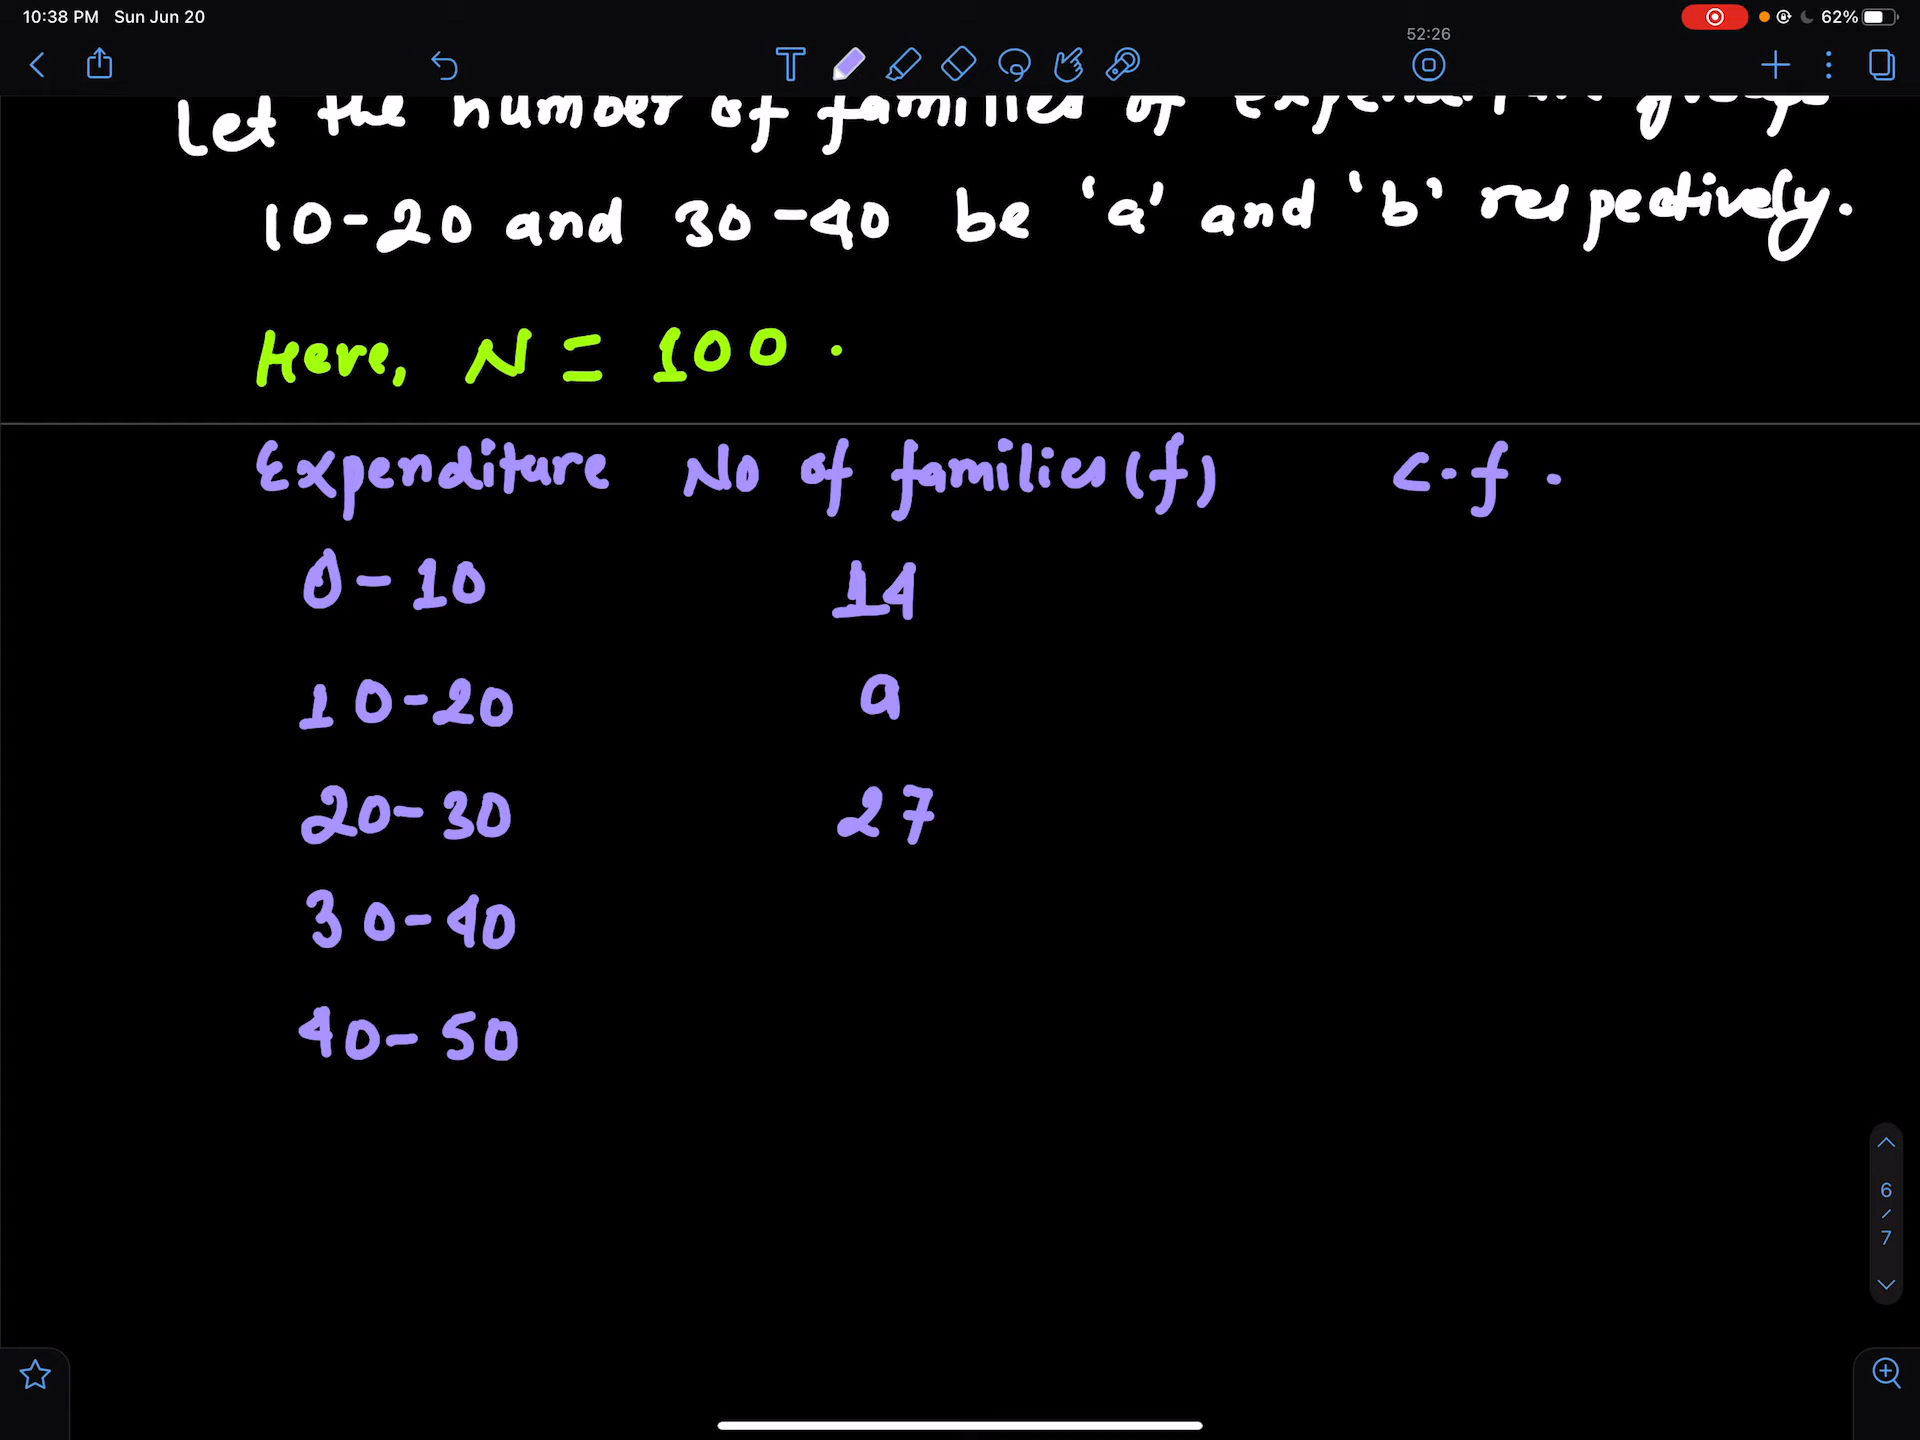 10:38 PM Sun Jun 20
62%
52:26
Let the number of families of
10-20 and 30-40 be 'a' and 'b' respectively.
Here, N = 100.
Expenditure No of families (f) C.f.
0-10 14
10-20 a
20-30 27
30-40
40-50
6
/
7